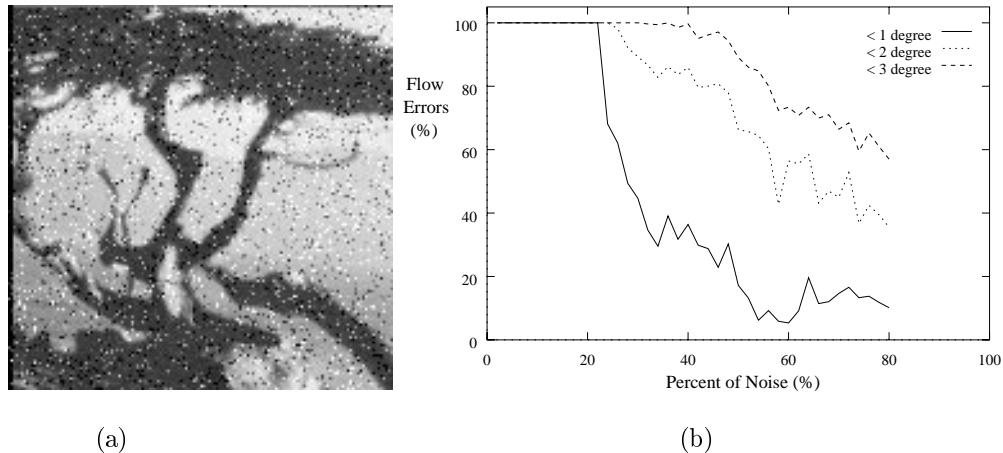 100
80
60
40
20
0
Flow
Errors
(%)
< 1 degree
< 2 degree
< 3 degree
0 20 40 60 80 100
Percent of Noise (%)
(a) (b)